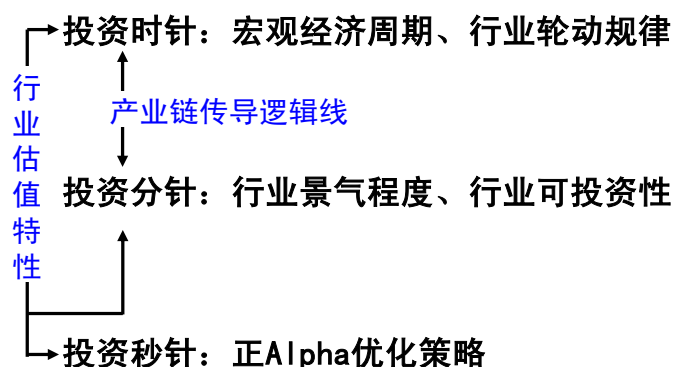 投资时针：宏观经济周期、行业轮动规律
产业链传导逻辑线
行业估值特性
投资分针：行业景气程度、行业可投资性
投资秒针：正Alpha优化策略